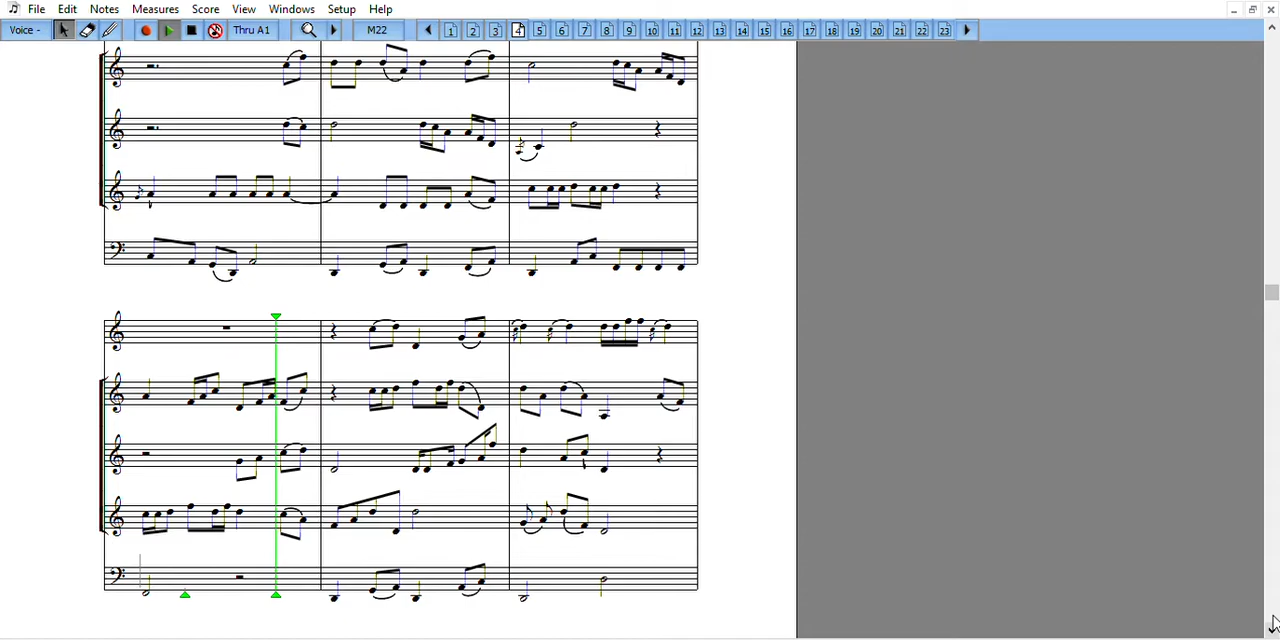 File Edit Notes Measures Score View Windows Setup Help
Voice - Thru A1 M22 1 2 3 4 5 6 7 8 9 10 11 12 13 14 15 16 17 18 19 20 21 22 23